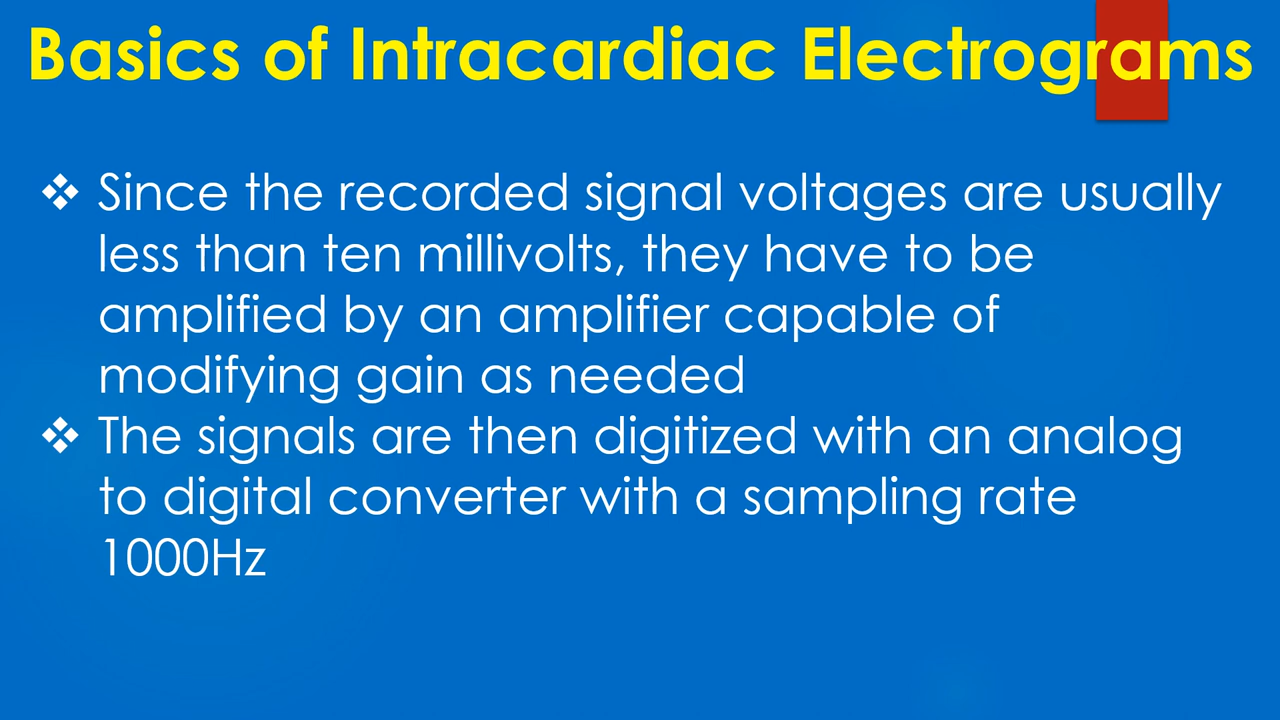 Basics of Intracardiac Electrograms
❖ Since the recorded signal voltages are usually
less than ten millivolts, they have to be
amplified by an amplifier capable of
modifying gain as needed
❖ The signals are then digitized with an analog
to digital converter with a sampling rate
1000Hz